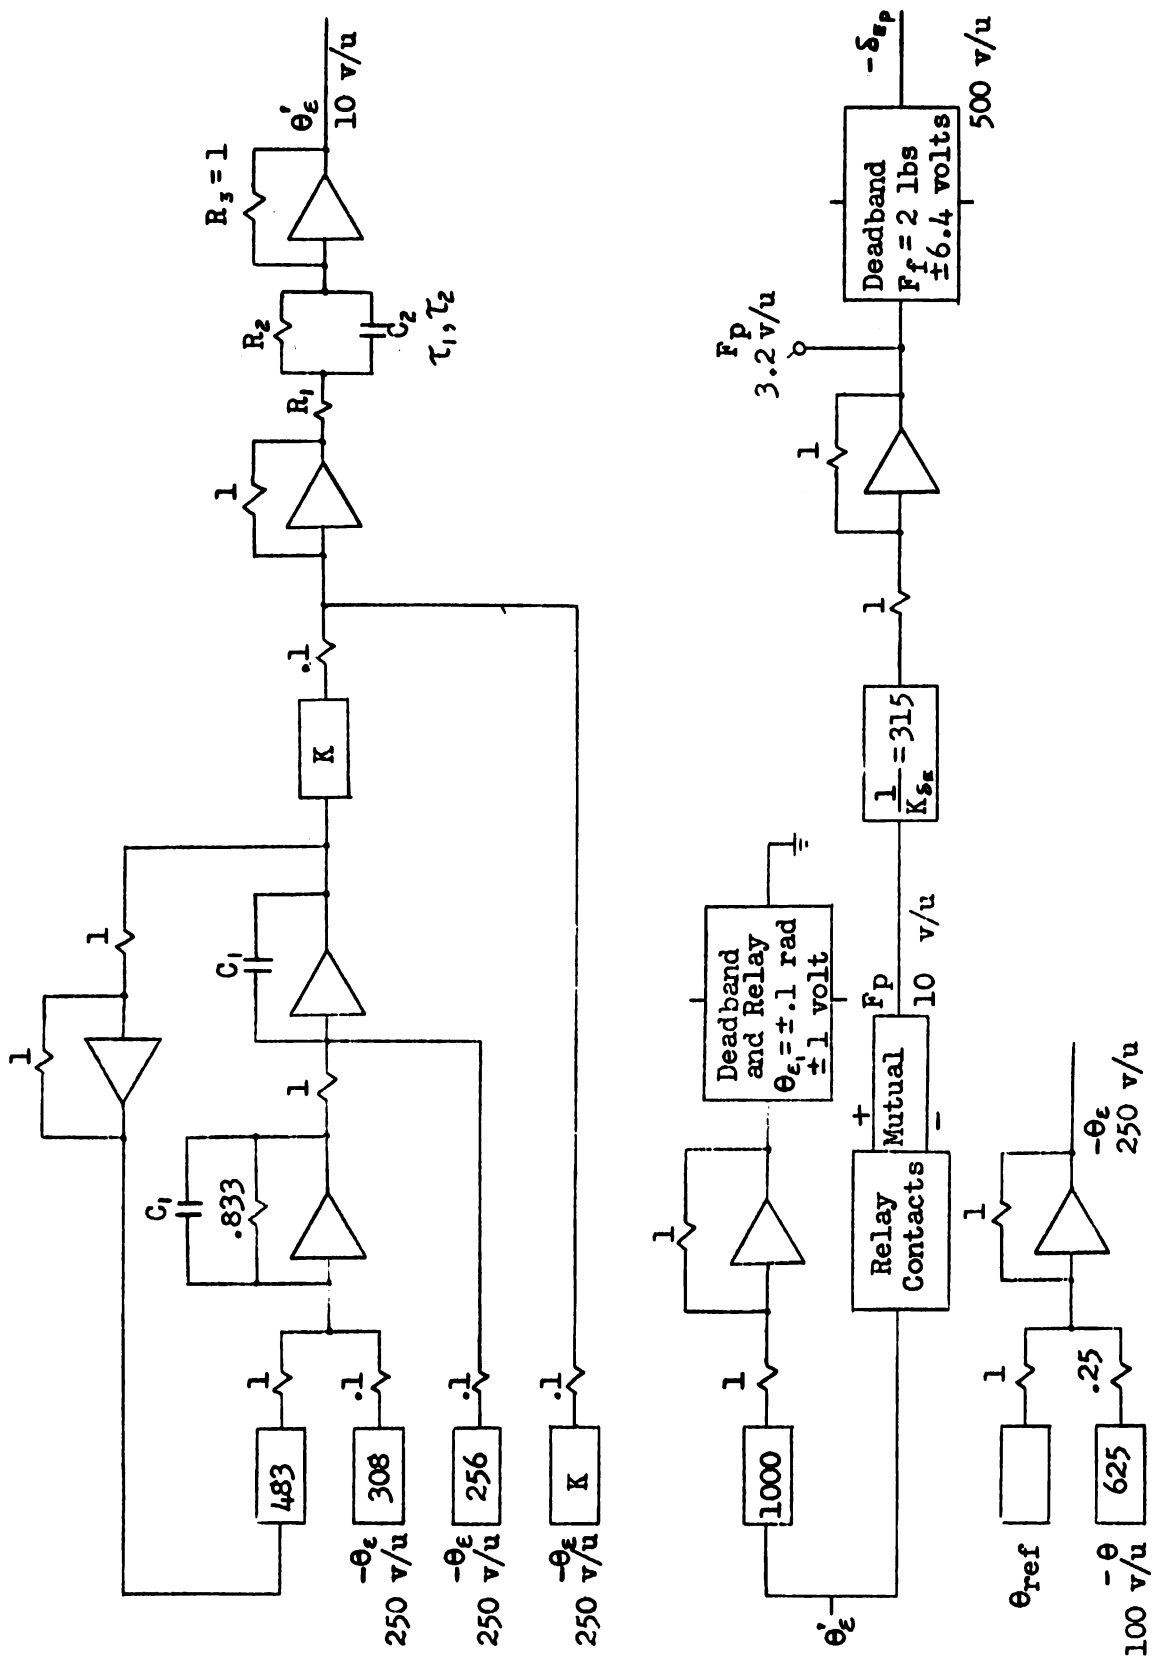 1
1
C₁
.833
483
1
308
.1
-θε
250 v/u
1
C₁
256
.1
-θε
250 v/u
K
.1
-θε
250 v/u
K
.1
1
R₁
R₂
C₂
τ₁, τ₂
R₃ = 1
θ'ε
10 v/u
θ'ε
1000
1
1
Deadband
and Relay
θε₁ = ±.1 rad
± 1 volt
Relay
Contacts
+
Mutual
-
Fp
10 v/u
1/KδE = 315
1
1
Fp
3.2 v/u
Deadband
Ff = 2 lbs
±6.4 volts
-δEp
500 v/u
θref
1
-θ
100 v/u
625
.25
1
-θε
250 v/u